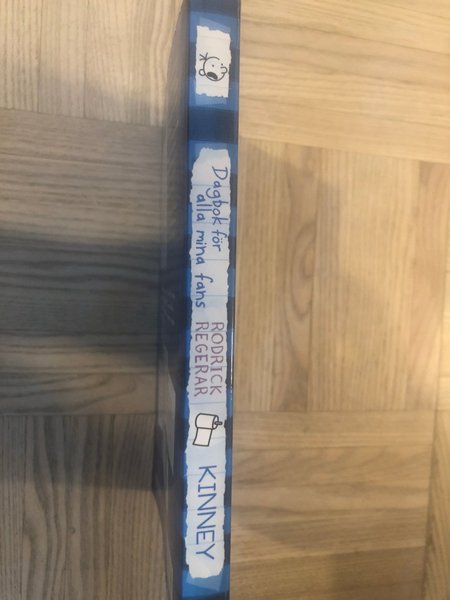 Dagbok för
alla mina fans
RODRICK
REGERAR
KINNEY